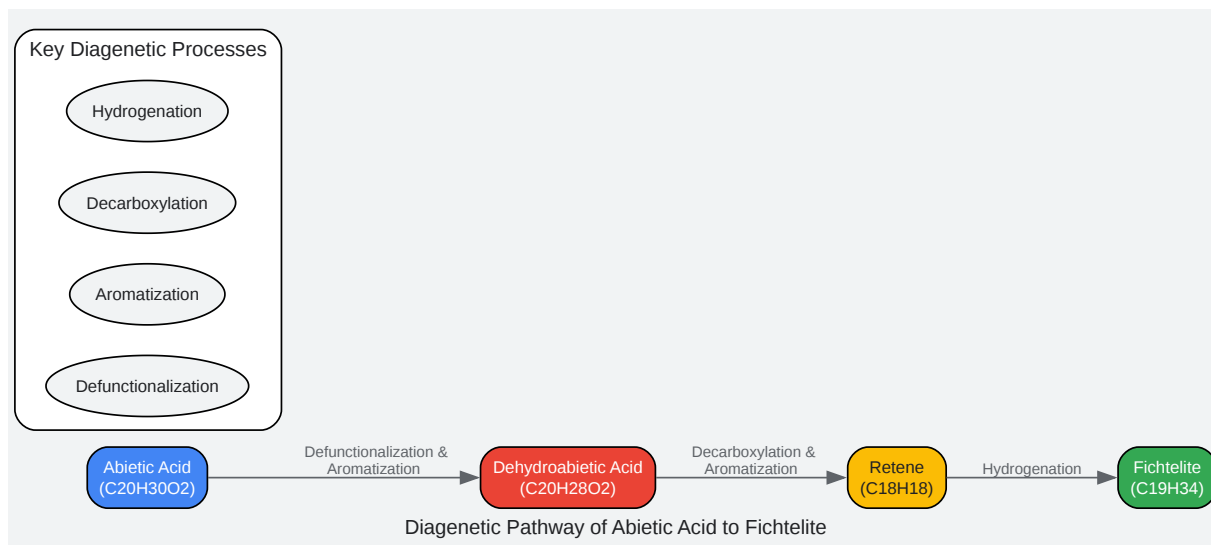 Key Diagenetic Processes
Hydrogenation
Decarboxylation
Aromatization
Defunctionalization
Abietic Acid
(C20H30O2)
Defunctionalization &
Aromatization
Dehydroabietic Acid
(C20H28O2)
Decarboxylation &
Aromatization
Retene
(C18H18)
Hydrogenation
Fichtelite
(C19H34)
Diagenetic Pathway of Abietic Acid to Fichtelite